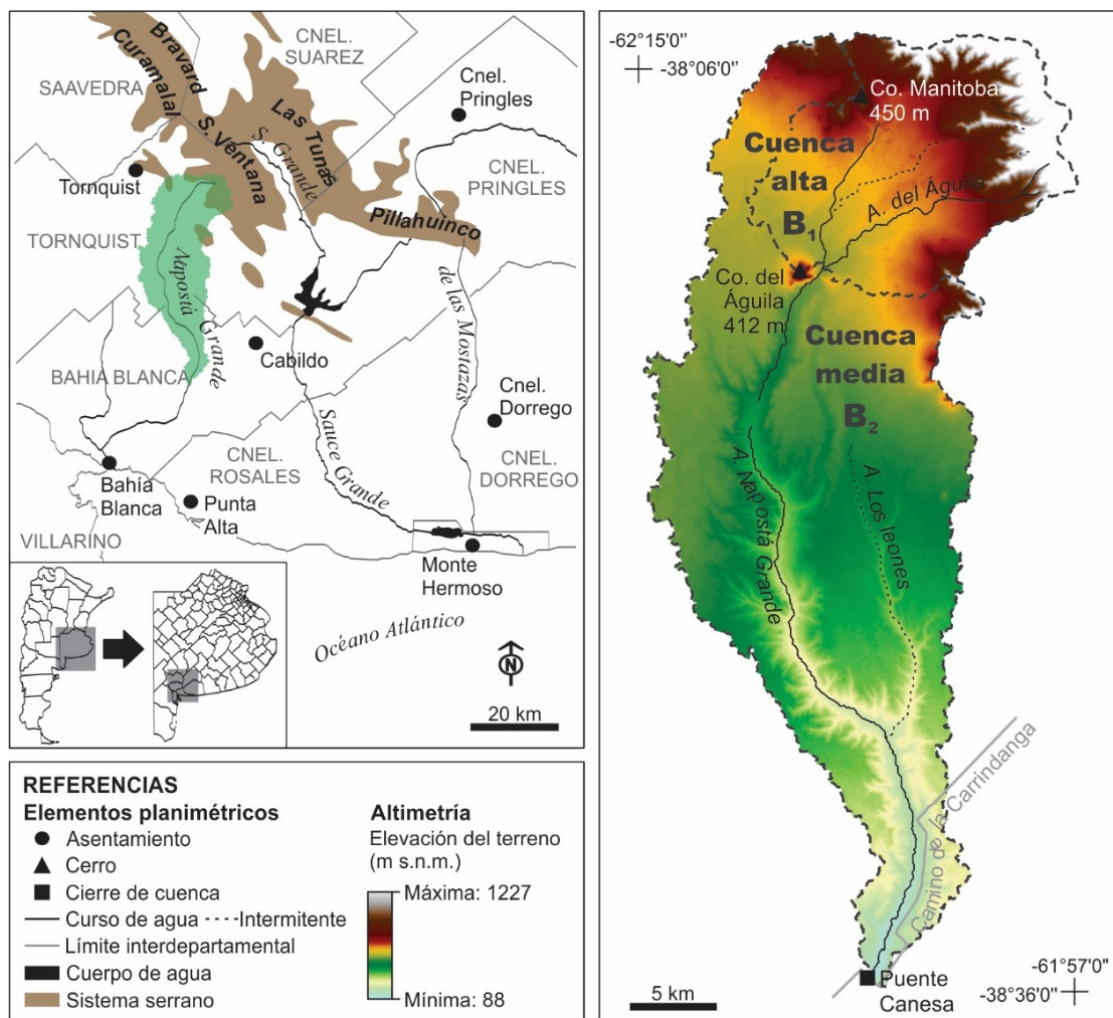 Bravard
Curamalal
CNEL.
SUAREZ
SAAVEDRA
Cnel.
Pringles
Las Tunas
S. Grande
S. Ventana
Tornquist
CNEL.
PRINGLES
Pillahuinco
TORNQUIST
Napostá
Grande
de las Mostazas
Cabildo
BAHIA BLANCA
Cnel.
Dorrego
Sauce Grande
CNEL.
ROSALES
CNEL.
DORREGO
Bahía
Blanca
Punta
Alta
VILLARINO
Monte
Hermoso
Océano Atlántico
N
20 km
REFERENCIAS
Elementos planimétricos
Asentamiento
Cerro
Cierre de cuenca
Curso de agua
Intermitente
Límite interdepartamental
Cuerpo de agua
Sistema serrano
Altimetría
Elevación del terreno
(m s.n.m.)
Máxima: 1227
Mínima: 88
-62°15'0"
-38°06'0"
Co. Manitoba
450 m
Cuenca
alta
B1
A. del Águila
Co. del
Águila
412 m
Cuenca
media
B2
A. Napostá Grande
A. Los leones
Camino de la Carrindanga
Puente
Canesa
-61°57'0"
-38°36'0"
5 km